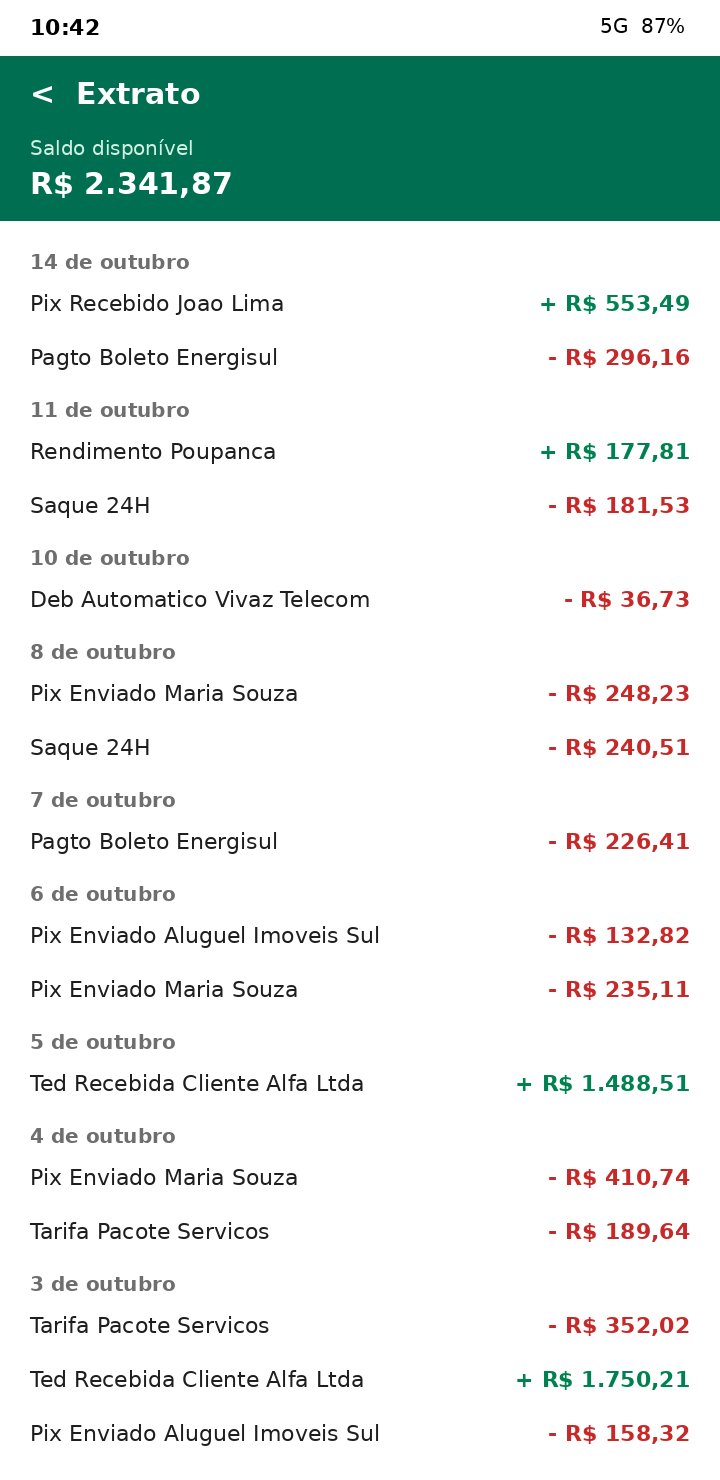 10:42 5G 87%
< Extrato
Saldo disponível
R$ 2.341,87
14 de outubro
Pix Recebido Joao Lima + R$ 553,49
Pagto Boleto Energisul - R$ 296,16
11 de outubro
Rendimento Poupanca + R$ 177,81
Saque 24H - R$ 181,53
10 de outubro
Deb Automatico Vivaz Telecom - R$ 36,73
8 de outubro
Pix Enviado Maria Souza - R$ 248,23
Saque 24H - R$ 240,51
7 de outubro
Pagto Boleto Energisul - R$ 226,41
6 de outubro
Pix Enviado Aluguel Imoveis Sul - R$ 132,82
Pix Enviado Maria Souza - R$ 235,11
5 de outubro
Ted Recebida Cliente Alfa Ltda + R$ 1.488,51
4 de outubro
Pix Enviado Maria Souza - R$ 410,74
Tarifa Pacote Servicos - R$ 189,64
3 de outubro
Tarifa Pacote Servicos - R$ 352,02
Ted Recebida Cliente Alfa Ltda + R$ 1.750,21
Pix Enviado Aluguel Imoveis Sul - R$ 158,32